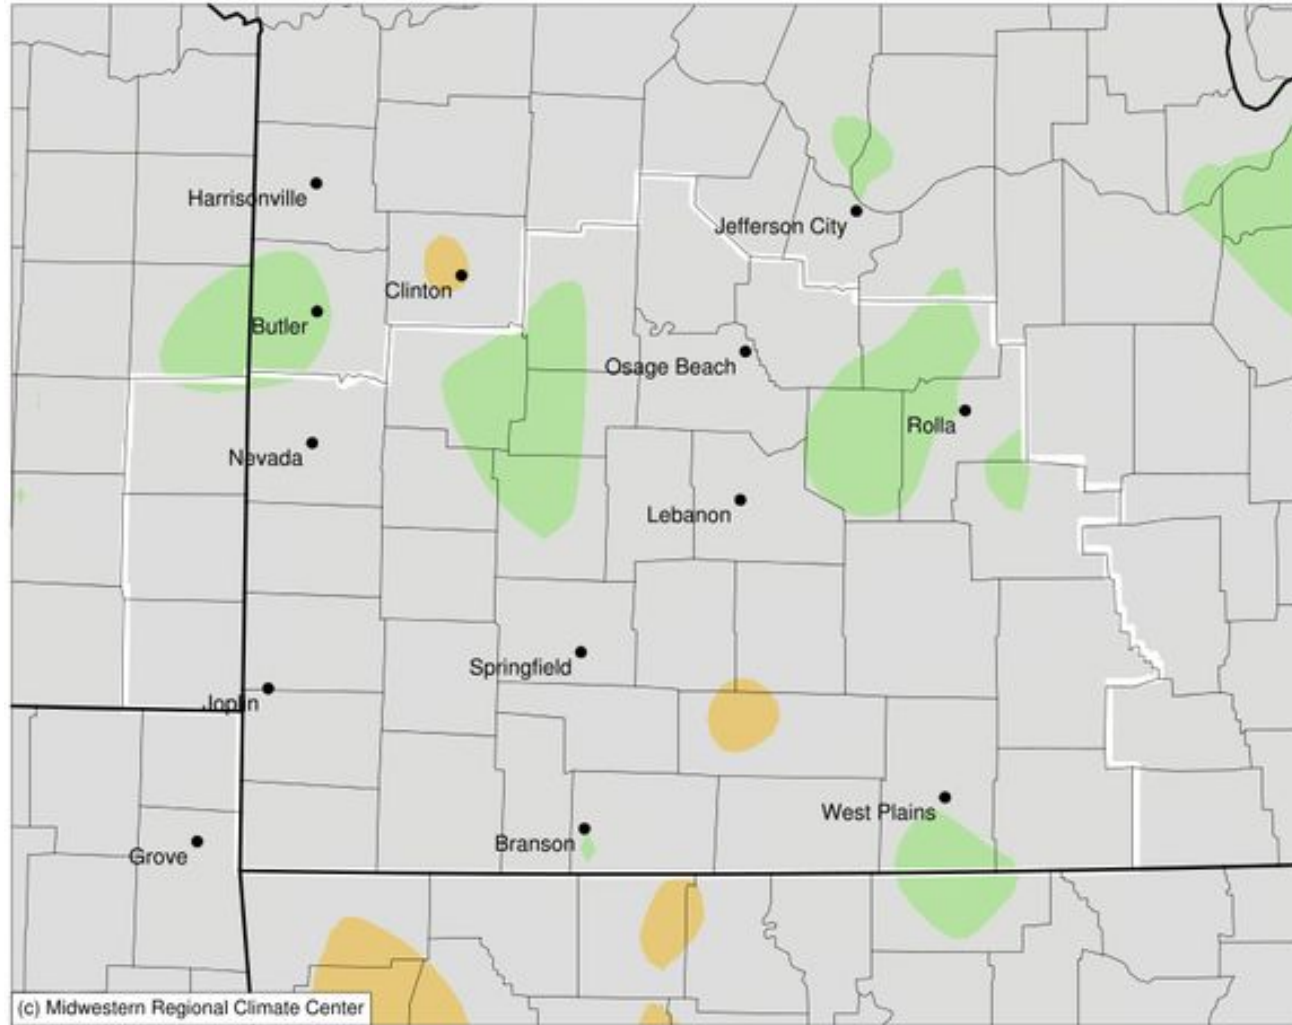 Harrisonville
Jefferson City
Clinton
Butler
Osage Beach
Rolla
Nevada
Lebanon
Springfield
Joplin
West Plains
Branson
Grove
(c) Midwestern Regional Climate Center